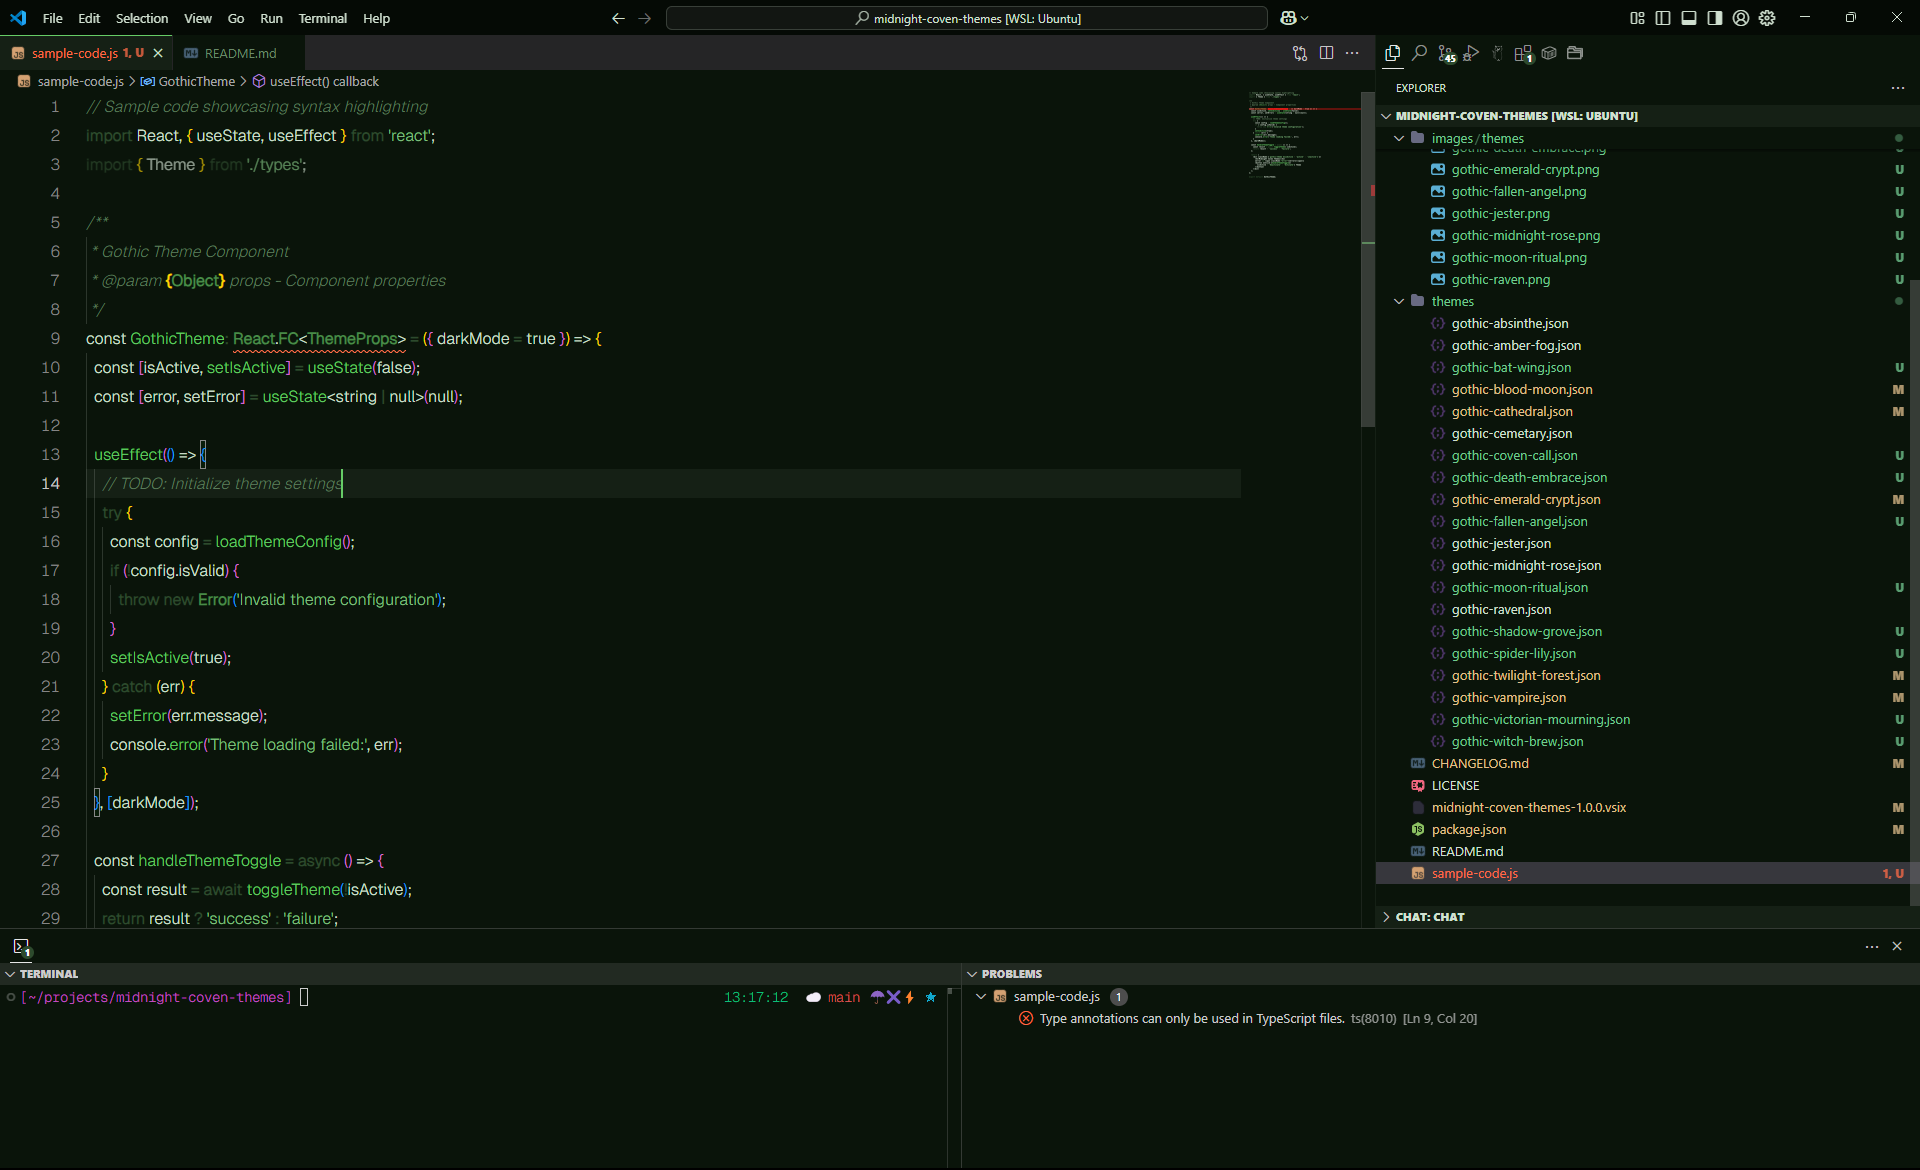 File Edit Selection View Go Run Terminal Help
midnight-coven-themes [WSL: Ubuntu]
sample-code.js 1, U
README.md
sample-code.js > GothicTheme > useEffect() callback
1 // Sample code showcasing syntax highlighting
2 import React, { useState, useEffect } from 'react';
3 import { Theme } from './types';
4
5 /**
6 * Gothic Theme Component
7 * @param {Object} props - Component properties
8 */
9 const GothicTheme: React.FC<ThemeProps> = ({ darkMode = true }) => {
10 const [isActive, setIsActive] = useState(false);
11 const [error, setError] = useState<string | null>(null);
12
13 useEffect(() => {
14 // TODO: Initialize theme settings
15 try {
16 const config = loadThemeConfig();
17 if (!config.isValid) {
18 throw new Error('Invalid theme configuration');
19 }
20 setIsActive(true);
21 } catch (err) {
22 setError(err.message);
23 console.error('Theme loading failed:', err);
24 }
25 }, [darkMode]);
26
27 const handleThemeToggle = async () => {
28 const result = await toggleTheme(!isActive);
29 return result ? 'success' : 'failure';
45
1
EXPLORER
MIDNIGHT-COVEN-THEMES [WSL: UBUNTU]
images / themes
gothic-death-embrace.png U
gothic-emerald-crypt.png U
gothic-fallen-angel.png U
gothic-jester.png U
gothic-midnight-rose.png U
gothic-moon-ritual.png U
gothic-raven.png U
themes
gothic-absinthe.json
gothic-amber-fog.json
gothic-bat-wing.json U
gothic-blood-moon.json M
gothic-cathedral.json M
gothic-cemetary.json
gothic-coven-call.json U
gothic-death-embrace.json U
gothic-emerald-crypt.json M
gothic-fallen-angel.json U
gothic-jester.json
gothic-midnight-rose.json
gothic-moon-ritual.json U
gothic-raven.json
gothic-shadow-grove.json U
gothic-spider-lily.json U
gothic-twilight-forest.json M
gothic-vampire.json M
gothic-victorian-mourning.json U
gothic-witch-brew.json U
CHANGELOG.md M
LICENSE
midnight-coven-themes-1.0.0.vsix M
package.json M
README.md
sample-code.js 1, U
CHAT: CHAT
1
TERMINAL
[~/projects/midnight-coven-themes]
13:17:12 main
PROBLEMS
sample-code.js 1
Type annotations can only be used in TypeScript files. ts(8010) [Ln 9, Col 20]